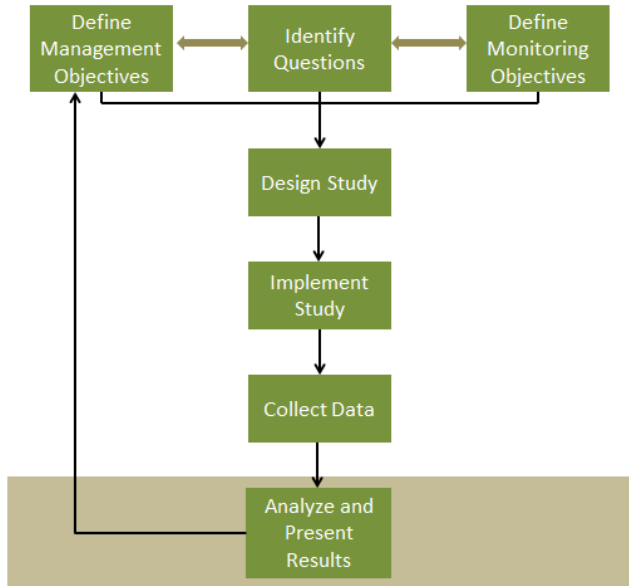 Define
Management
Objectives
Identify
Questions
Define
Monitoring
Objectives
Design Study
Implement
Study
Collect Data
Analyze and
Present
Results